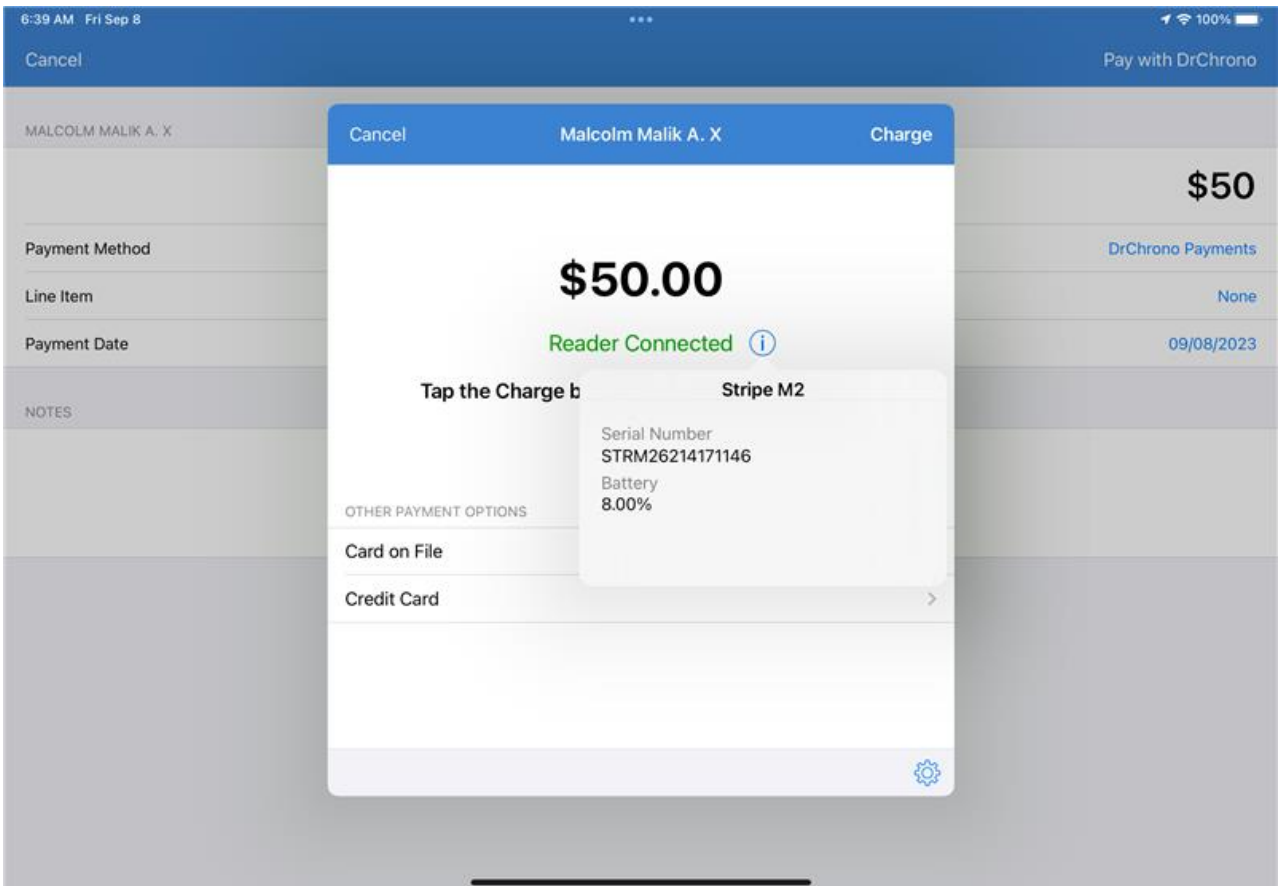 6:39 AM Fri Sep 8
100%
Cancel
Pay with DrChrono
MALCOLM MALIK A. X
$50
Payment Method
DrChrono Payments
Line Item
None
Payment Date
09/08/2023
NOTES
Cancel
Malcolm Malik A. X
Charge
$50.00
Reader Connected
Tap the Charge b
Stripe M2
Serial Number
STRM26214171146
Battery
8.00%
OTHER PAYMENT OPTIONS
Card on File
Credit Card